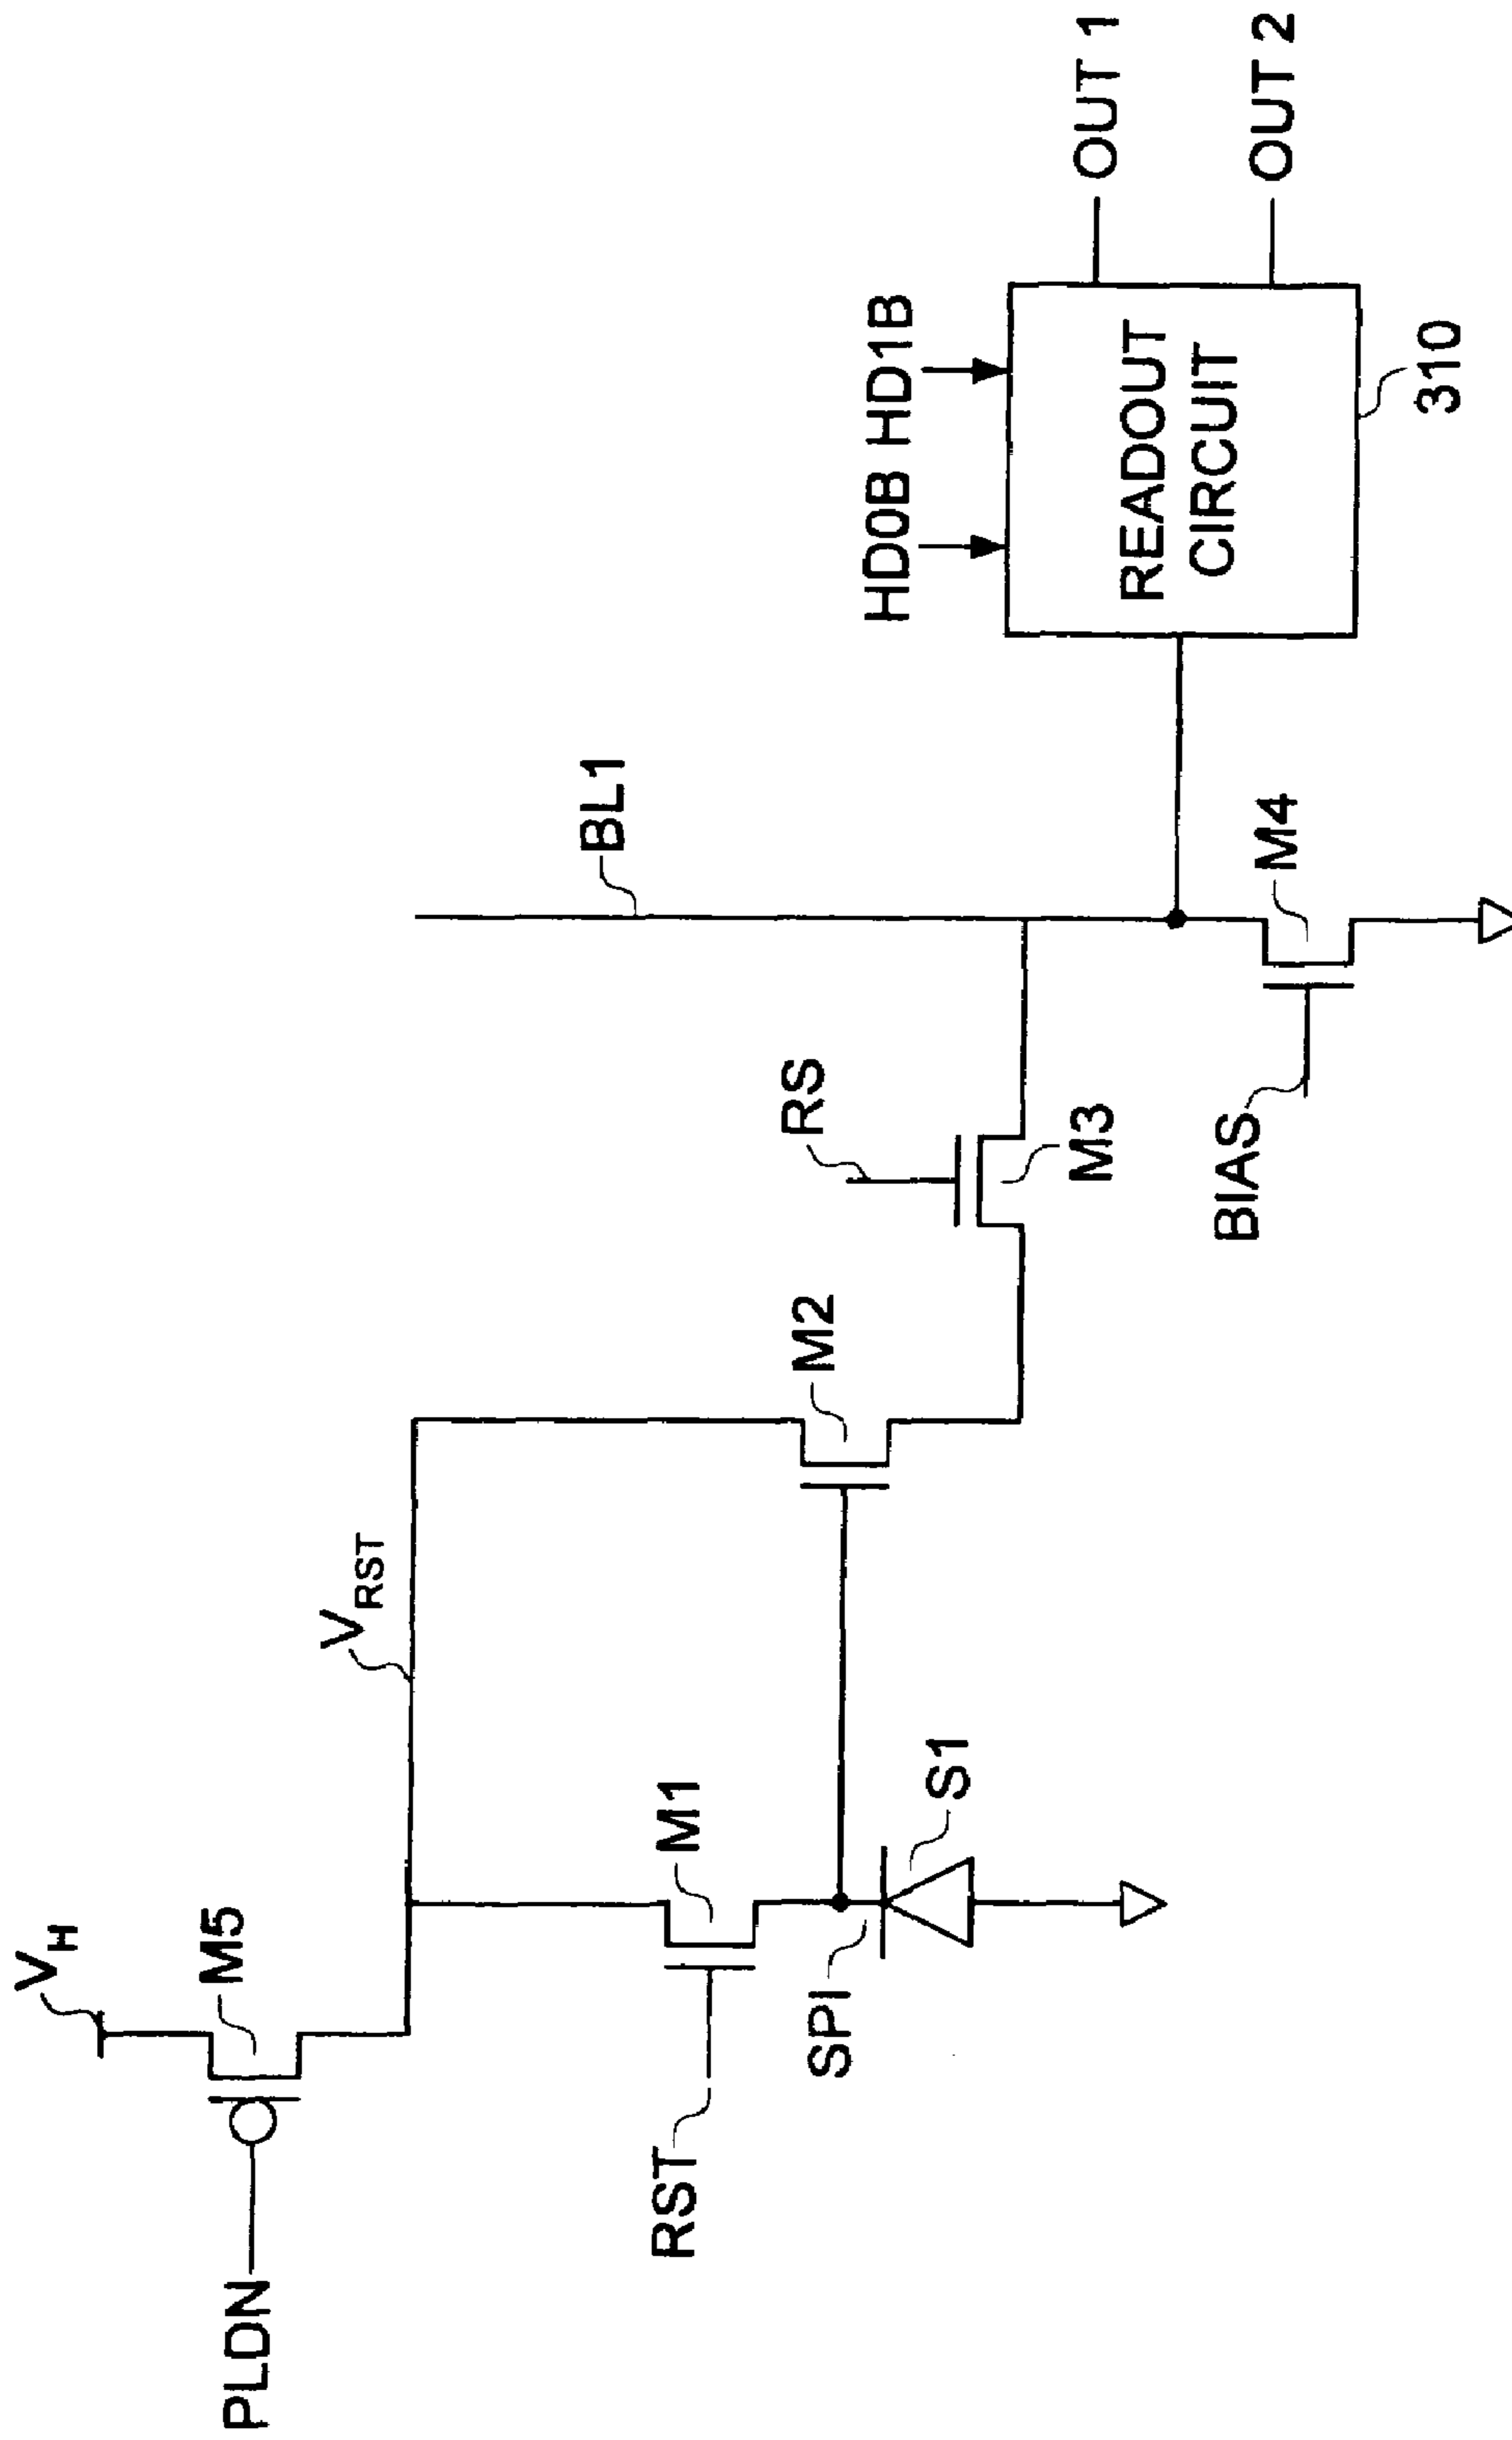 V_H
PLDN
M5
V_RST
RST
M1
SPI
S1
M2
RS
M3
BL1
BIAS
M4
HD0B HD1B
READOUT
CIRCUIT
310
OUT 1
OUT 2